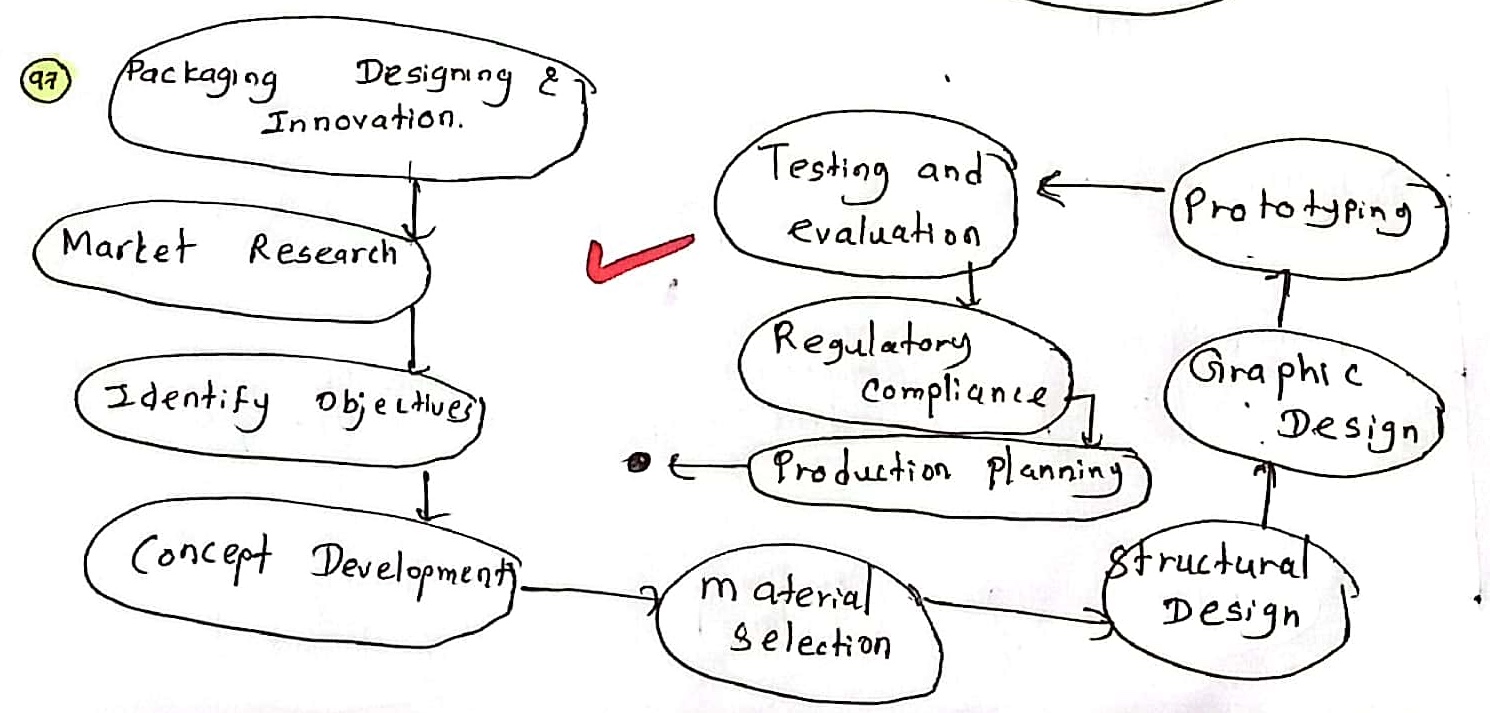 97
Packaging Designing &
Innovation.
Market Research
Identify Objectives
Concept Development
Material
Selection
Structural
Design
Graphic
Design
Prototyping
Testing and
evaluation
Regulatory
compliance
Production planning